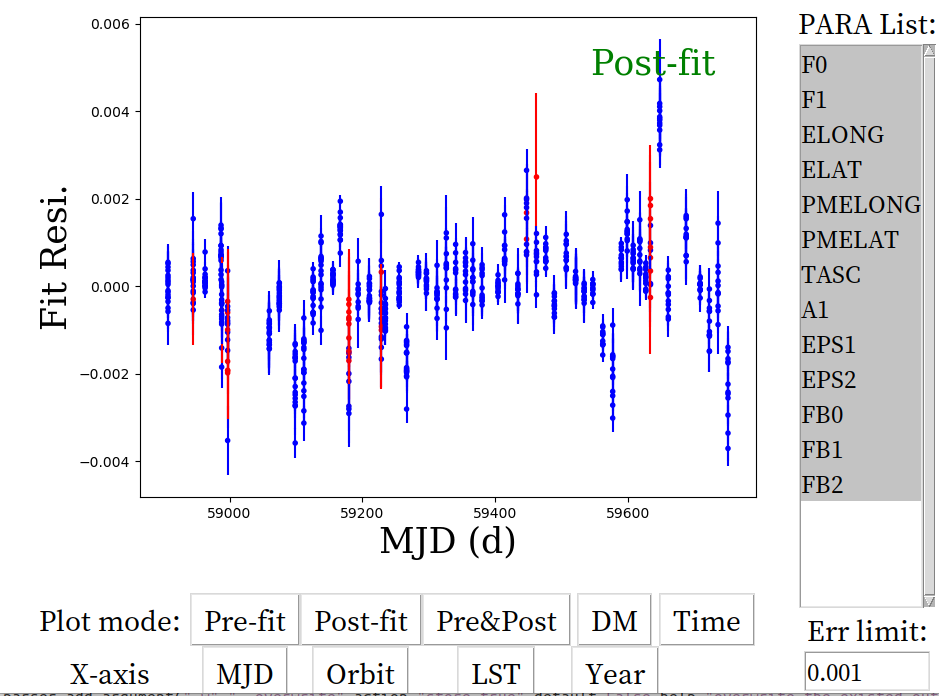 PARA List:
0.006
0.004
0.002
0.000
−0.002
−0.004
Fit Resi.
Post-fit
59000
59200
59400
59600
MJD (d)
F0
F1
ELONG
ELAT
PMELONG
PMELAT
TASC
A1
EPS1
EPS2
FB0
FB1
FB2
Plot mode: Pre-fit Post-fit Pre&Post DM Time
Err limit:
X-axis MJD Orbit LST Year
0.001